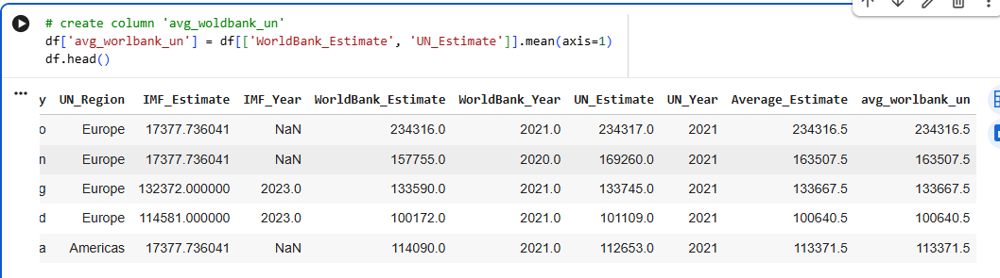 # create column 'avg_woldbank_un'
df['avg_worlbank_un'] = df[['WorldBank_Estimate', 'UN_Estimate']].mean(axis=1)
df.head()
y UN_Region IMF_Estimate IMF_Year WorldBank_Estimate WorldBank_Year UN_Estimate UN_Year Average_Estimate avg_worlbank_un
o Europe 17377.736041 NaN 234316.0 2021.0 234317.0 2021 234316.5 234316.5
n Europe 17377.736041 NaN 157755.0 2020.0 169260.0 2021 163507.5 163507.5
g Europe 132372.000000 2023.0 133590.0 2021.0 133745.0 2021 133667.5 133667.5
d Europe 114581.000000 2023.0 100172.0 2021.0 101109.0 2021 100640.5 100640.5
a Americas 17377.736041 NaN 114090.0 2021.0 112653.0 2021 113371.5 113371.5